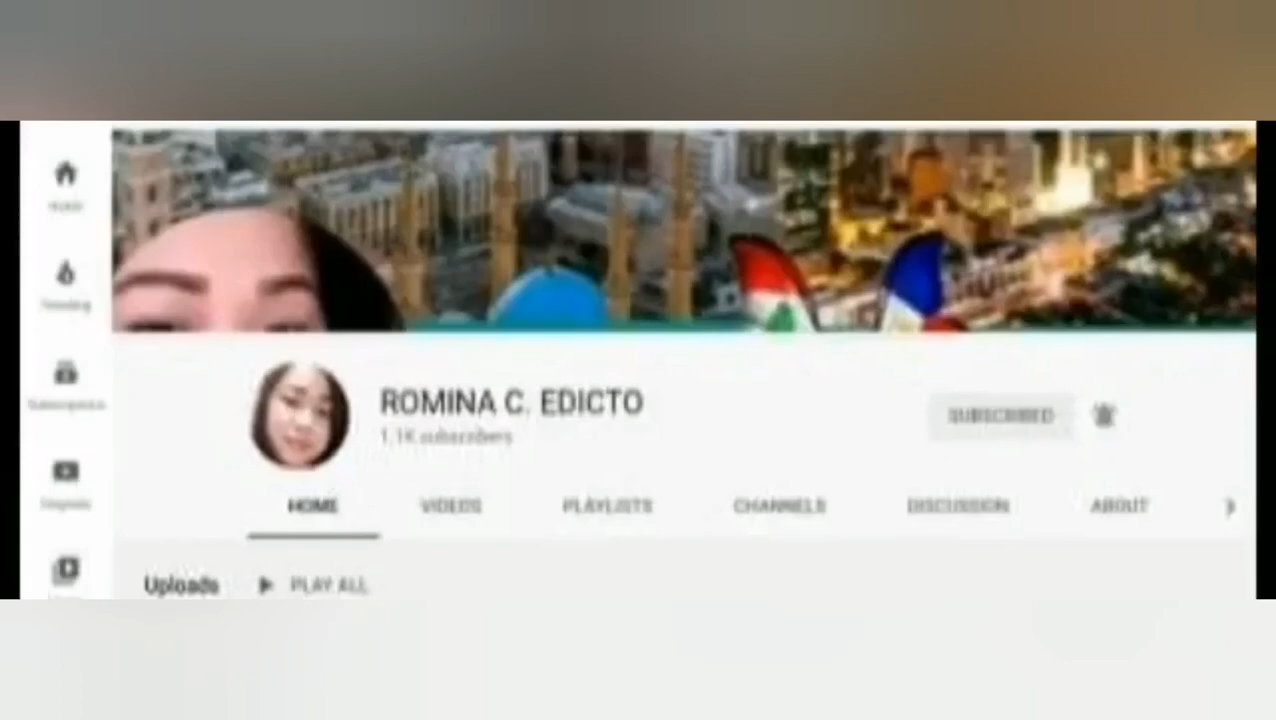 ROMINA C. EDICTO
1.1K subscribers
SUBSCRIBED
HOME
VIDEOS
PLAYLISTS
CHANNELS
DISCUSSION
ABOUT
Uploads
PLAY ALL